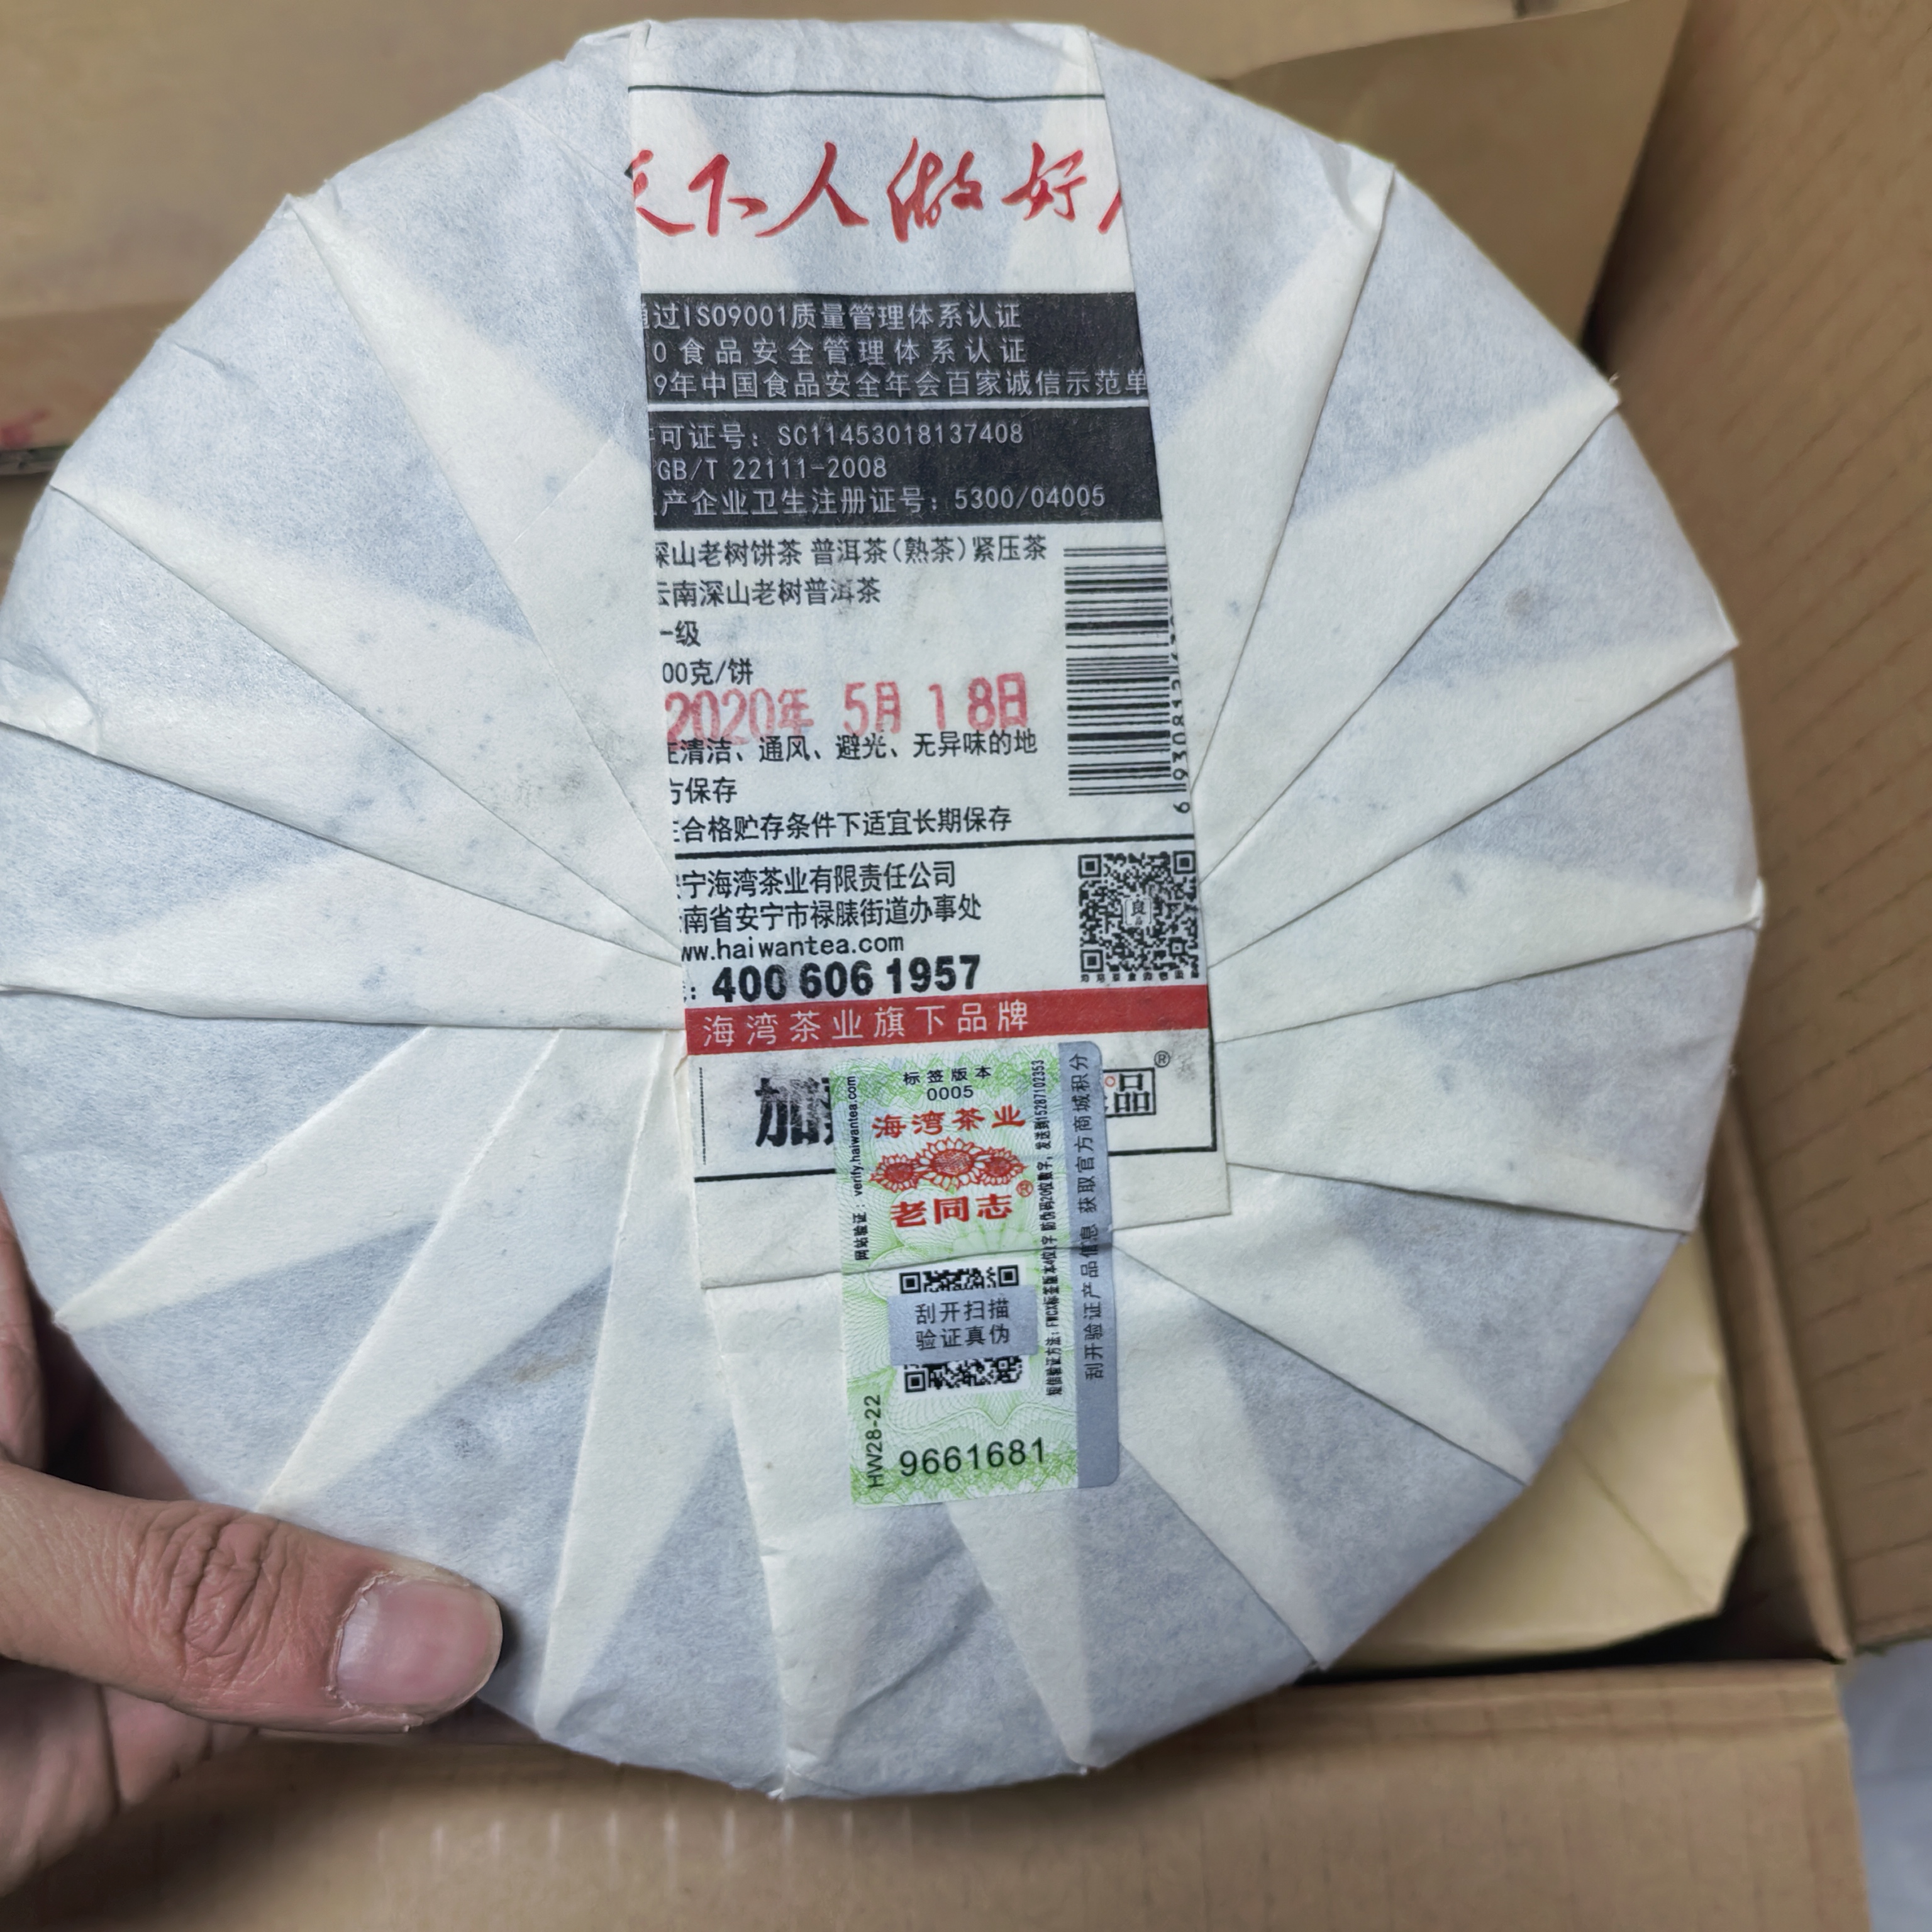 天下人做好
过ISO9001质量管理体系认证
0食品安全管理体系认证
9年中国食品安全年会百家诚信示范单
可证号：SC11453018137408
GB/T 22111-2008
产企业卫生注册证号：5300/04005
深山老树饼茶 普洱茶(熟茶)紧压茶
云南深山老树普洱茶
一级
00克/饼
2020年 5月18日
清洁、通风、避光、无异味的地
方保存
合格贮存条件下适宜长期保存
宁海湾茶业有限责任公司
南省安宁市禄脿街道办事处
ww.haiwantea.com
: 400 606 1957
海湾茶业旗下品牌
品®
标签版本
0005
海湾茶业
老同志®
刮开扫描
验证真伪
HW28-22
9661681
网站验证：verify.haiwantea.com
刮开验证产品信息 获取官方商城积分